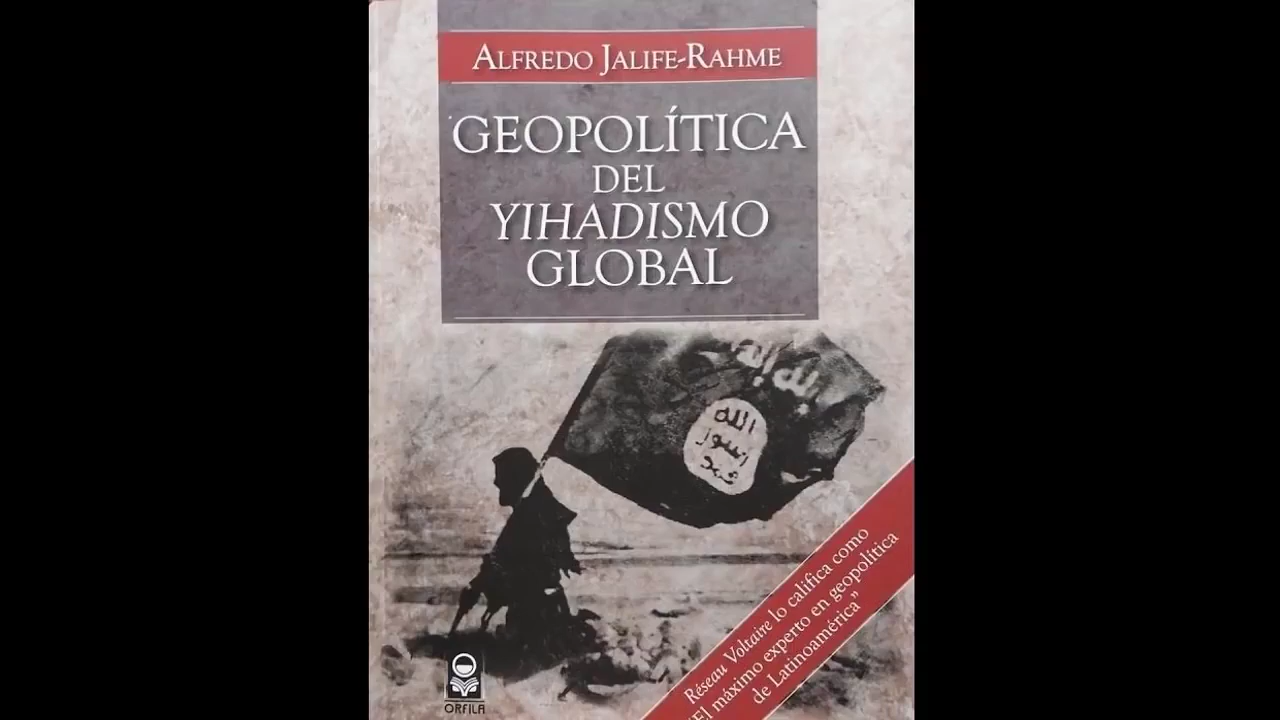 ALFREDO JALIFE-RAHME
GEOPOLÍTICA
DEL
YIHADISMO
GLOBAL
الله
رسول
محمد
Réseau Voltaire lo califica como
"El máximo experto en geopolítica
de Latinoamérica"
ORFILA